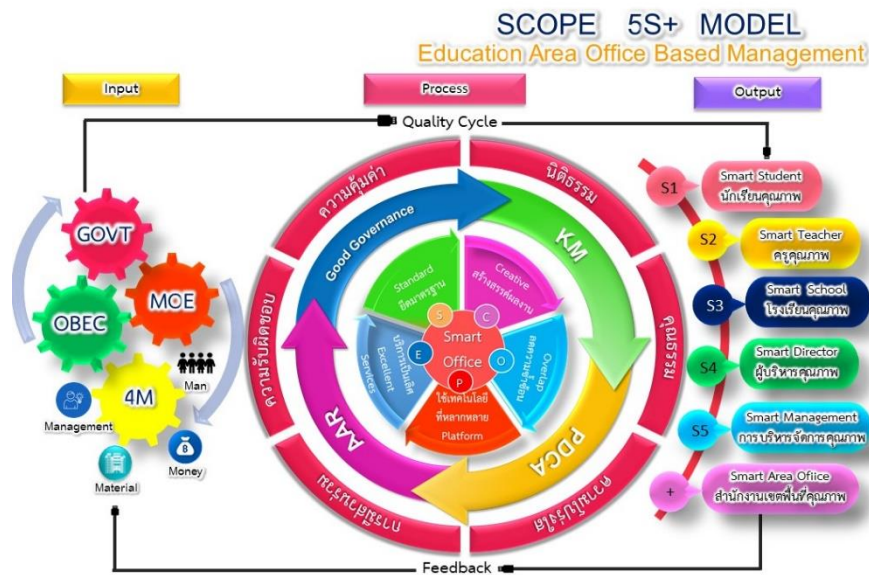 SCOPE 5S+ MODEL
Education Area Office Based Management
Input
Process
Output
Quality Cycle
GOVT
MOE
OBEC
4M
Man
Management
Money
Material
ความคุ้มค่า
นิติธรรม
คุณธรรม
ความโปร่งใส
การมีส่วนร่วม
ความรับผิดชอบ
Good Governance
KM
PDCA
AAR
Standard
ยึดมาตรฐาน
Creative
สร้างสรรค์ผลงาน
Overlap
ลดความซ้ำซ้อน
ใช้เทคโนโลยี
ที่หลากหลาย
Platform
บริการเป็นเลิศ
Excellent
Services
S
C
O
P
E
Smart
Office
S1
Smart Student
นักเรียนคุณภาพ
S2
Smart Teacher
ครูคุณภาพ
S3
Smart School
โรงเรียนคุณภาพ
S4
Smart Director
ผู้บริหารคุณภาพ
S5
Smart Management
การบริหารจัดการคุณภาพ
+
Smart Area Ofiice
สำนักงานเขตพื้นที่คุณภาพ
Feedback